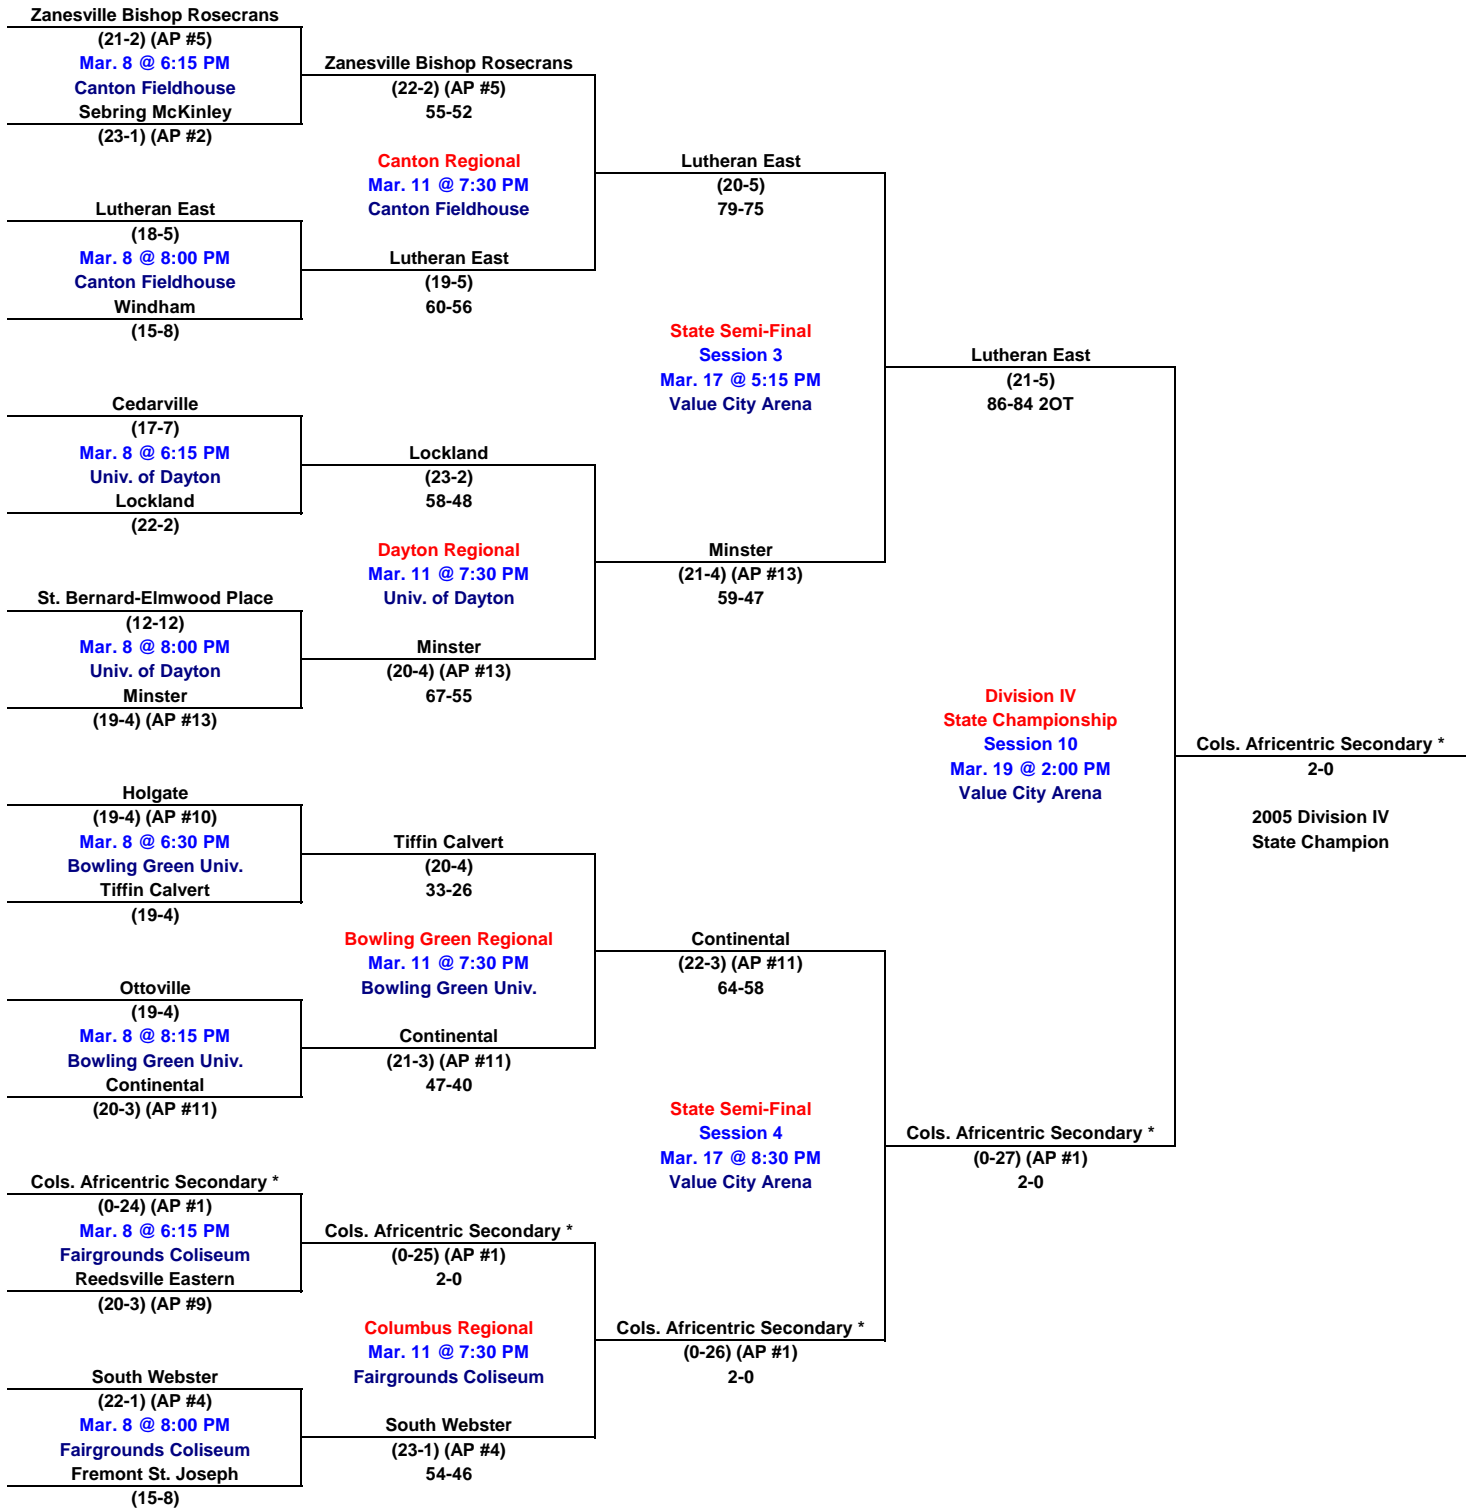 Zanesville Bishop Rosecrans
(21-2) (AP #5)
Mar. 8 @ 6:15 PM
Canton Fieldhouse
Sebring McKinley
(23-1) (AP #2)
Lutheran East
(18-5)
Mar. 8 @ 8:00 PM
Canton Fieldhouse
Windham
(15-8)
Cedarville
(17-7)
Mar. 8 @ 6:15 PM
Univ. of Dayton
Lockland
(22-2)
St. Bernard-Elmwood Place
(12-12)
Mar. 8 @ 8:00 PM
Univ. of Dayton
Minster
(19-4) (AP #13)
Holgate
(19-4) (AP #10)
Mar. 8 @ 6:30 PM
Bowling Green Univ.
Tiffin Calvert
(19-4)
Ottoville
(19-4)
Mar. 8 @ 8:15 PM
Bowling Green Univ.
Continental
(20-3) (AP #11)
Cols. Africentric Secondary *
(0-24) (AP #1)
Mar. 8 @ 6:15 PM
Fairgrounds Coliseum
Reedsville Eastern
(20-3) (AP #9)
South Webster
(22-1) (AP #4)
Mar. 8 @ 8:00 PM
Fairgrounds Coliseum
Fremont St. Joseph
(15-8)
Zanesville Bishop Rosecrans
(22-2) (AP #5)
55-52
Canton Regional
Mar. 11 @ 7:30 PM
Canton Fieldhouse
Lutheran East
(19-5)
60-56
Lockland
(23-2)
58-48
Dayton Regional
Mar. 11 @ 7:30 PM
Univ. of Dayton
Minster
(20-4) (AP #13)
67-55
Tiffin Calvert
(20-4)
33-26
Bowling Green Regional
Mar. 11 @ 7:30 PM
Bowling Green Univ.
Continental
(21-3) (AP #11)
47-40
Cols. Africentric Secondary *
(0-25) (AP #1)
2-0
Columbus Regional
Mar. 11 @ 7:30 PM
Fairgrounds Coliseum
South Webster
(23-1) (AP #4)
54-46
Lutheran East
(20-5)
79-75
State Semi-Final
Session 3
Mar. 17 @ 5:15 PM
Value City Arena
Minster
(21-4) (AP #13)
59-47
Continental
(22-3) (AP #11)
64-58
State Semi-Final
Session 4
Mar. 17 @ 8:30 PM
Value City Arena
Cols. Africentric Secondary *
(0-26) (AP #1)
2-0
Lutheran East
(21-5)
86-84 2OT
Division IV
State Championship
Session 10
Mar. 19 @ 2:00 PM
Value City Arena
Cols. Africentric Secondary *
(0-27) (AP #1)
2-0
Cols. Africentric Secondary *
2-0
2005 Division IV
State Champion